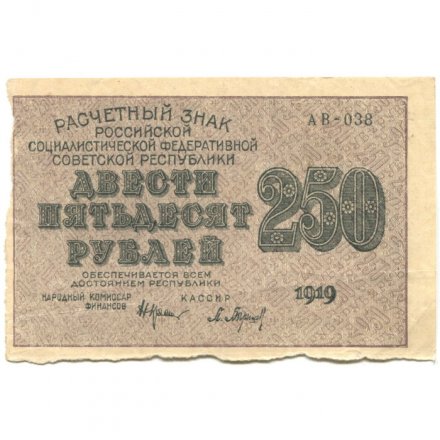 РАСЧЕТНЫЙ ЗНАК
РОССИЙСКОЙ
СОЦИАЛИСТИЧЕСКОЙ ФЕДЕРАТИВНОЙ
СОВЕТСКОЙ РЕСПУБЛИКИ
АВ-038
ДВЕСТИ
ПЯТЬДЕСЯТ
РУБЛЕЙ
250
ОБЕСПЕЧИВАЕТСЯ ВСЕМ
ДОСТОЯНИЕМ РЕСПУБЛИКИ.
НАРОДНЫЙ КОМИССАР
ФИНАНСОВ
КАССИР
1919